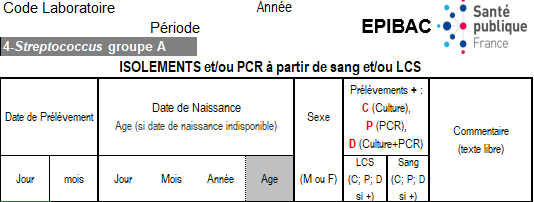 Code Laboratoire Année
Période EPIBAC
Santé
publique
France
4-Streptococcus groupe A
ISOLEMENTS et/ou PCR à partir de sang et/ou LCS
Date de Prélèvement
Date de Naissance
Age (si date de naissance indisponible)
Sexe
Prélèvements + :
C (Culture),
P (PCR),
D (Culture+PCR)
Commentaire
(texte libre)
Jour mois Jour Mois Année Age (M ou F)
LCS
(C; P; D
si +)
Sang
(C; P; D
si +)